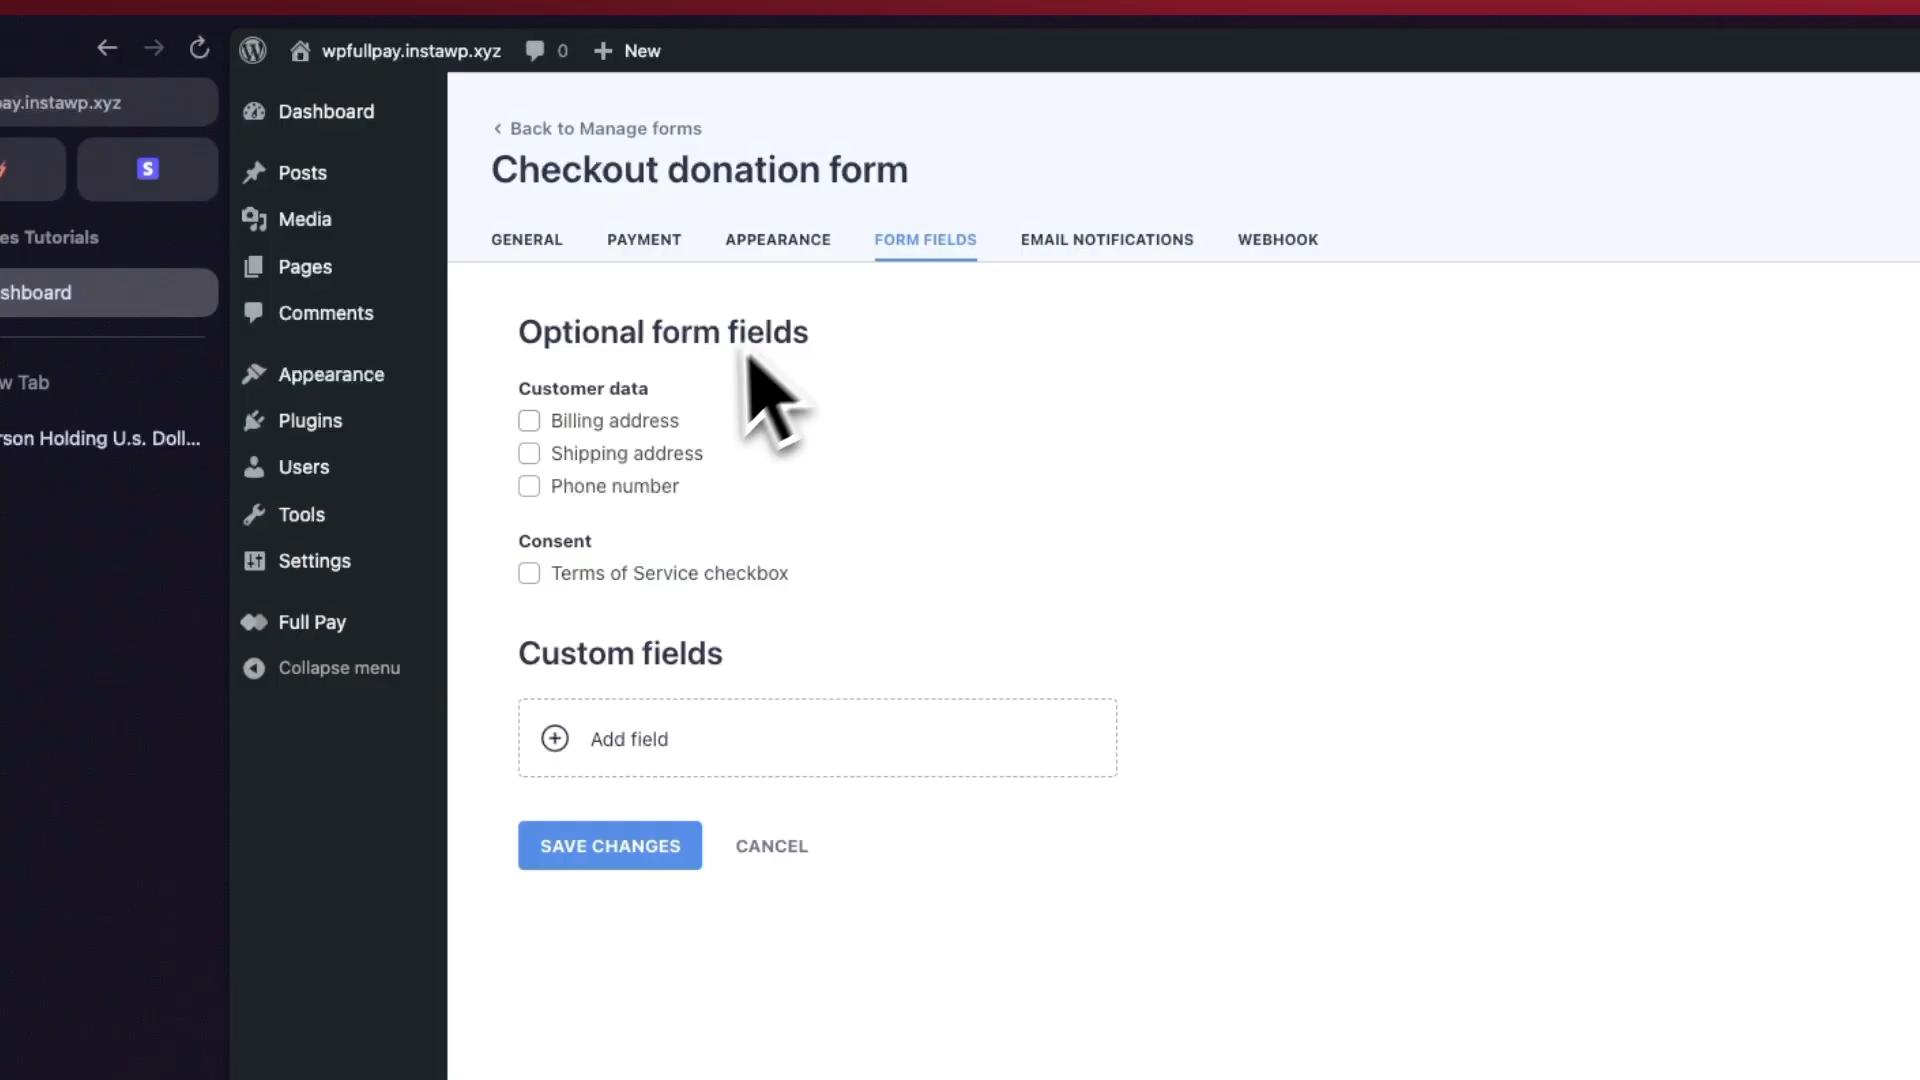 wpfullpay.instawp.xyz
0
New
ay.instawp.xyz
S
es Tutorials
shboard
w Tab
rson Holding U.s. Doll...
Dashboard
Posts
Media
Pages
Comments
Appearance
Plugins
Users
Tools
Settings
Full Pay
Collapse menu
Back to Manage forms
Checkout donation form
GENERAL
PAYMENT
APPEARANCE
FORM FIELDS
EMAIL NOTIFICATIONS
WEBHOOK
Optional form fields
Customer data
Billing address
Shipping address
Phone number
Consent
Terms of Service checkbox
Custom fields
Add field
SAVE CHANGES
CANCEL